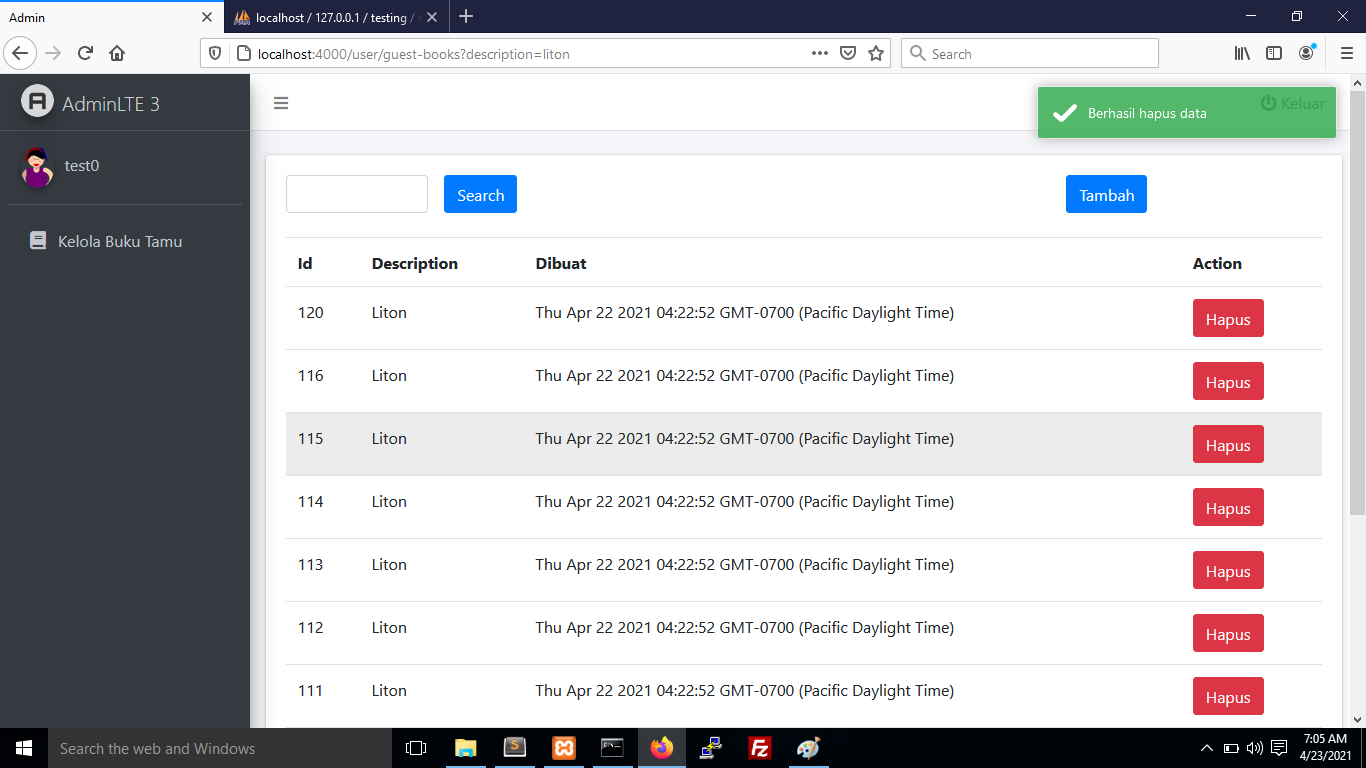 Admin
localhost / 127.0.0.1 / testing /
localhost:4000/user/guest-books?description=liton
Search
AdminLTE 3
Keluar
Berhasil hapus data
test0
Kelola Buku Tamu
Search
Tambah
Id Description Dibuat Action
120 Liton Thu Apr 22 2021 04:22:52 GMT-0700 (Pacific Daylight Time) Hapus
116 Liton Thu Apr 22 2021 04:22:52 GMT-0700 (Pacific Daylight Time) Hapus
115 Liton Thu Apr 22 2021 04:22:52 GMT-0700 (Pacific Daylight Time) Hapus
114 Liton Thu Apr 22 2021 04:22:52 GMT-0700 (Pacific Daylight Time) Hapus
113 Liton Thu Apr 22 2021 04:22:52 GMT-0700 (Pacific Daylight Time) Hapus
112 Liton Thu Apr 22 2021 04:22:52 GMT-0700 (Pacific Daylight Time) Hapus
111 Liton Thu Apr 22 2021 04:22:52 GMT-0700 (Pacific Daylight Time) Hapus
Search the web and Windows
7:05 AM
4/23/2021